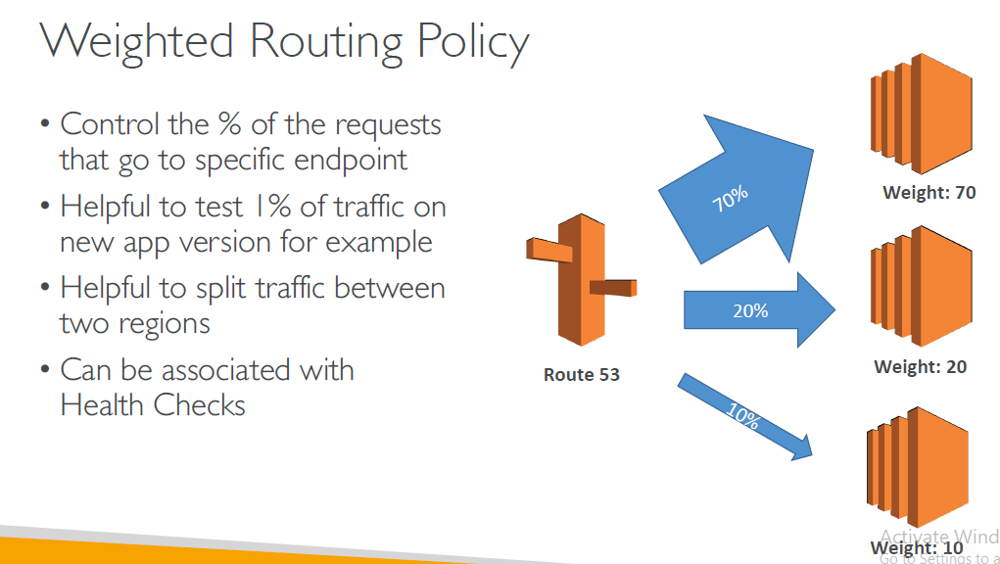 Weighted Routing Policy
• Control the % of the requests
that go to specific endpoint
• Helpful to test 1% of traffic on
new app version for example
• Helpful to split traffic between
two regions
• Can be associated with
Health Checks
Route 53
70%
20%
10%
Weight: 70
Weight: 20
Weight: 10
Activate Wind
Go to Settings to a